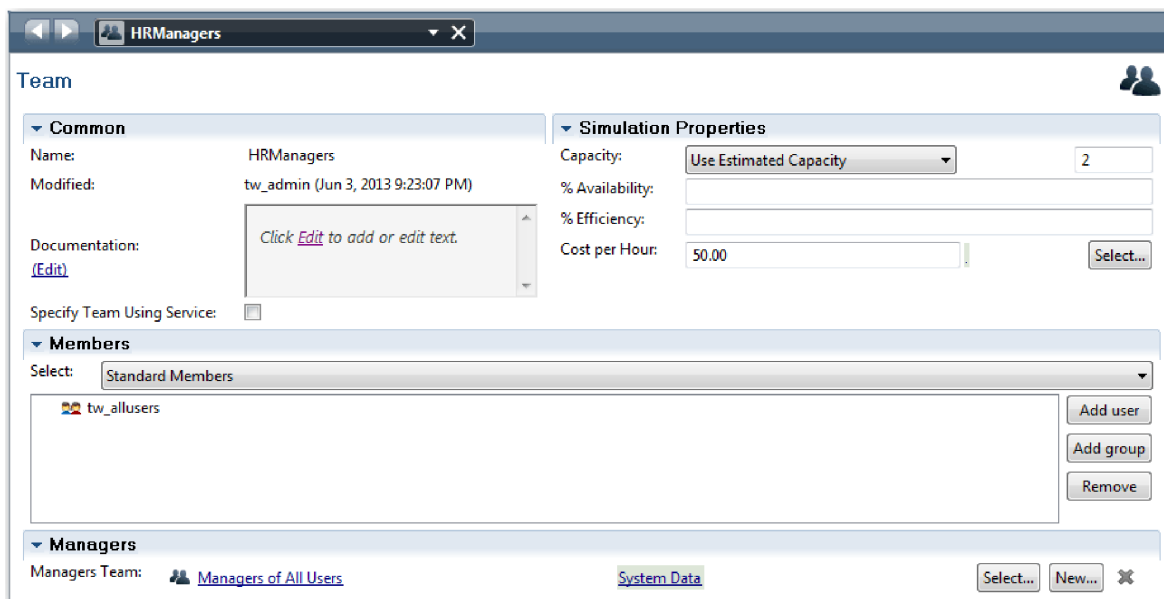 HRManagers
Team
Common
Name: HRManagers
Modified: tw_admin (Jun 3, 2013 9:23:07 PM)
Documentation:
(Edit)
Click Edit to add or edit text.
Specify Team Using Service:
Simulation Properties
Capacity: Use Estimated Capacity 2
% Availability:
% Efficiency:
Cost per Hour: 50.00 Select...
Members
Select: Standard Members
tw_allusers
Add user
Add group
Remove
Managers
Managers Team: Managers of All Users System Data Select... New...